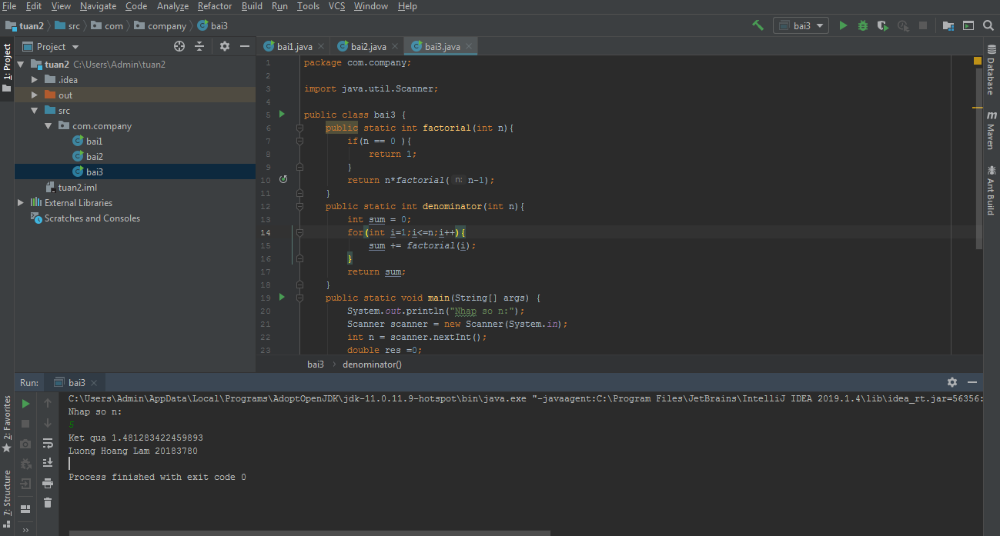 File Edit View Navigate Code Analyze Refactor Build Run Tools VCS Window Help
tuan2 src com company bai3
bai3
1: Project
Project
tuan2 C:\Users\Admin\tuan2
.idea
out
src
com.company
bai1
bai2
bai3
tuan2.iml
External Libraries
Scratches and Consoles
bai1.java bai2.java bai3.java
1 package com.company;
2
3 import java.util.Scanner;
4
5 public class bai3 {
6 public static int factorial(int n){
7 if(n == 0 ){
8 return 1;
9 }
10 return n*factorial( n: n-1);
11 }
12 public static int denominator(int n){
13 int sum = 0;
14 for(int i=1;i<=n;i++){
15 sum += factorial(i);
16 }
17 return sum;
18 }
19 public static void main(String[] args) {
20 System.out.println("Nhap so n:");
21 Scanner scanner = new Scanner(System.in);
22 int n = scanner.nextInt();
23 double res =0;
bai3 denominator()
Database
Maven
Ant Build
Run: bai3
C:\Users\Admin\AppData\Local\Programs\AdoptOpenJDK\jdk-11.0.11.9-hotspot\bin\java.exe "-javaagent:C:\Program Files\JetBrains\IntelliJ IDEA 2019.1.4\lib\idea_rt.jar=56356:
Nhap so n:
5
Ket qua 1.481283422459893
Luong Hoang Lam 20183780
Process finished with exit code 0
2: Favorites
7: Structure